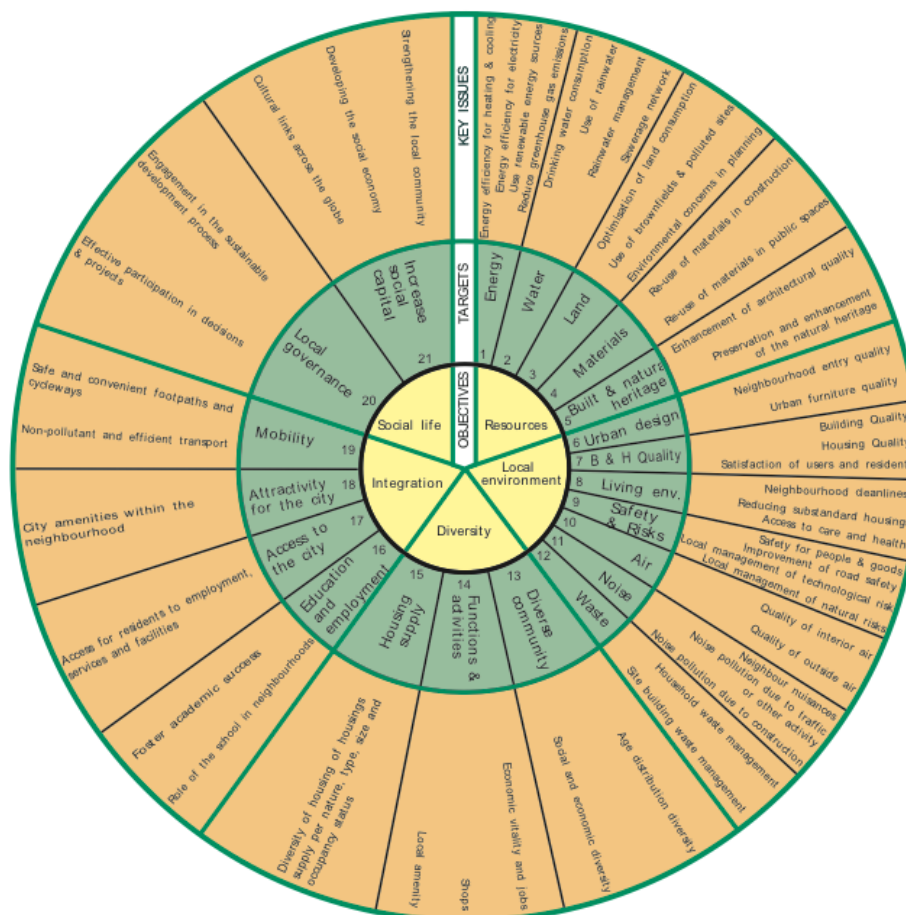 KEY ISSUES
TARGETS
OBJECTIVES
Resources
Local
environment
Diversity
Integration
Social life
1
Energy
Energy efficiency for heating & cooling
Energy efficiency for electricity
Use renewable energy sources
Reduce greenhouse gas emissions
2
Water
Drinking water consumption
Use of rainwater
Rainwater management
Sewerage network
3
Land
Optimisation of land consumption
Use of brownfields & polluted sites
Environmental concerns in planning
4
Materials
Re-use of materials in construction
Re-use of materials in public spaces
5
Built & natural
heritage
Enhancement of architectural quality
Preservation and enhancement
of the natural heritage
6
Urban design
Neighbourhood entry quality
Urban furniture quality
7
B & H Quality
Building Quality
Housing Quality
Satisfaction of users and resident
8
Living env.
Neighbourhood deanlines
Reducing substandard housing
Access to care and health
9
Safety
& Risks
Safety for people & goods
Improvement of road safety
Local management of technological risk
Local management of natural risks
10
Air
Quality of interior air
Quality of outside air
11
Noise
Neighbour nuisances
Noise pollution due to traffic
or other activity
Noise pollution due to construction
12
Waste
Household waste management
Site building waste management
13
Diverse
community
Age distribution diversity
Social and economic diversity
14
Functions &
activities
Economic vitality and jobs
Shops
Local amenity
15
Housing
supply
Diversity of housing of housings
supply per nature, type, size and
occupancy status
16
Education
and
employment
Role of the school in neighbourhoods
Foster academic success
17
Access to
the city
Access for residents to employment,
services and facilities
18
Attractivity
for the city
City amenities within the
neighbourhood
19
Mobility
Non-pollutant and efficient transport
Safe and convenient footpaths and
cycleways
20
Local
governance
Effective participation in decisions
& projects
Engagement in the sustainable
development process
21
Increase
social
capital
Cultural links across the globe
Developing the social economy
Strengthening the local community